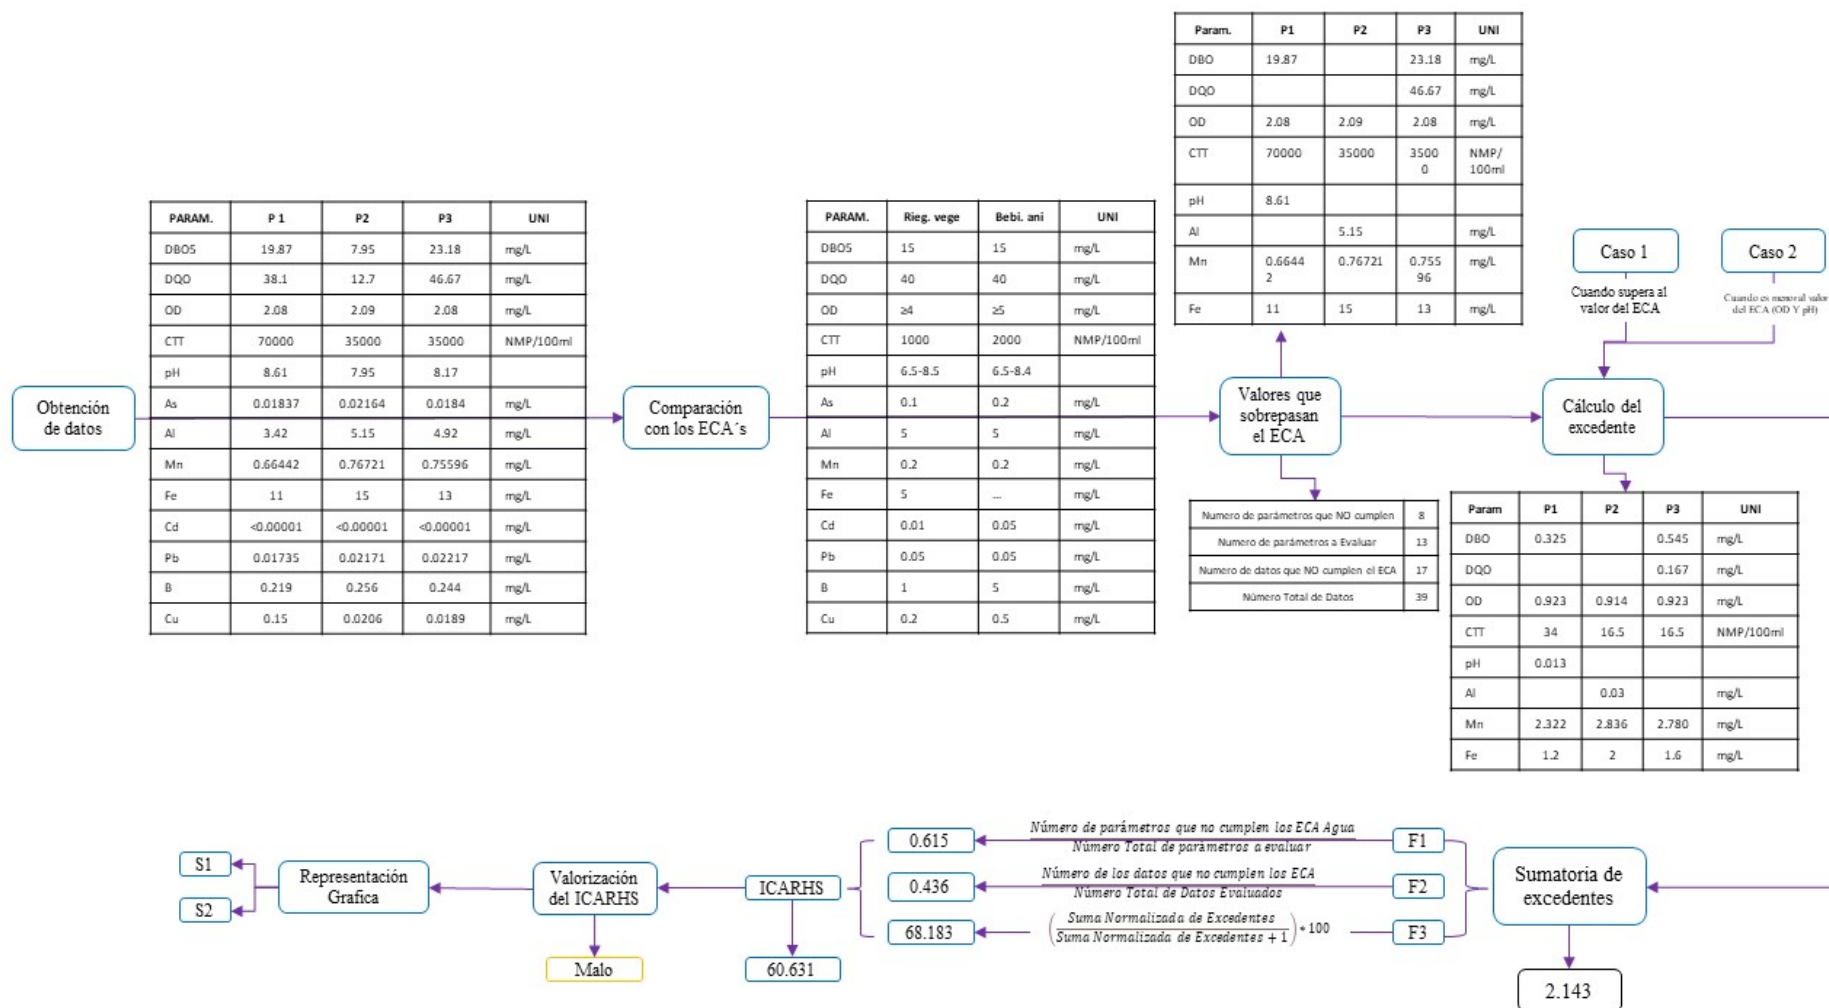 Obtención
de datos
PARAM. P 1 P2 P3 UNI
DBO5 19.87 7.95 23.18 mg/L
DQO 38.1 12.7 46.67 mg/L
OD 2.08 2.09 2.08 mg/L
CTT 70000 35000 35000 NMP/100ml
pH 8.61 7.95 8.17
As 0.01837 0.02164 0.0184 mg/L
Al 3.42 5.15 4.92 mg/L
Mn 0.66442 0.76721 0.75596 mg/L
Fe 11 15 13 mg/L
Cd <0.00001 <0.00001 <0.00001 mg/L
Pb 0.01735 0.02171 0.02217 mg/L
B 0.219 0.256 0.244 mg/L
Cu 0.15 0.0206 0.0189 mg/L
Comparación
con los ECA´s
PARAM. Rieg. vege Bebi. ani UNI
DBO5 15 15 mg/L
DQO 40 40 mg/L
OD ≥4 ≥5 mg/L
CTT 1000 2000 NMP/100ml
pH 6.5-8.5 6.5-8.4
As 0.1 0.2 mg/L
Al 5 5 mg/L
Mn 0.2 0.2 mg/L
Fe 5 ... mg/L
Cd 0.01 0.05 mg/L
Pb 0.05 0.05 mg/L
B 1 5 mg/L
Cu 0.2 0.5 mg/L
Valores que
sobrepasan
el ECA
Param. P1 P2 P3 UNI
DBO 19.87 23.18 mg/L
DQO 46.67 mg/L
OD 2.08 2.09 2.08 mg/L
CTT 70000 35000 3500 NMP/
0 100ml
pH 8.61
Al 5.15 mg/L
Mn 0.664 0.76721 0.755 mg/L
42 96
Fe 11 15 13 mg/L
Numero de parámetros que NO cumplen 8
Numero de parámetros a Evaluar 13
Numero de datos que NO cumplen el ECA 17
Número Total de Datos 39
Caso 1
Cuando supera al
valor del ECA
Caso 2
Cuando es menor al valor
del ECA (OD Y pH)
Cálculo del
excedente
Param P1 P2 P3 UNI
DBO 0.325 0.545 mg/L
DQO 0.167 mg/L
OD 0.923 0.914 0.923 mg/L
CTT 34 16.5 16.5 NMP/100ml
pH 0.013
Al 0.03 mg/L
Mn 2.322 2.836 2.780 mg/L
Fe 1.2 2 1.6 mg/L
Sumatoria de
excedentes
2.143
F1
Número de parámetros que no cumplen los ECA Agua
Número Total de parámetros a evaluar
0.615
F2
Número de los datos que no cumplen los ECA
Número Total de Datos Evaluados
0.436
F3
(Suma Normalizada de Excedentes
Suma Normalizada de Excedentes + 1) * 100
68.183
ICARHS
60.631
Valorización
del ICARHS
Malo
Representación
Grafica
S1
S2